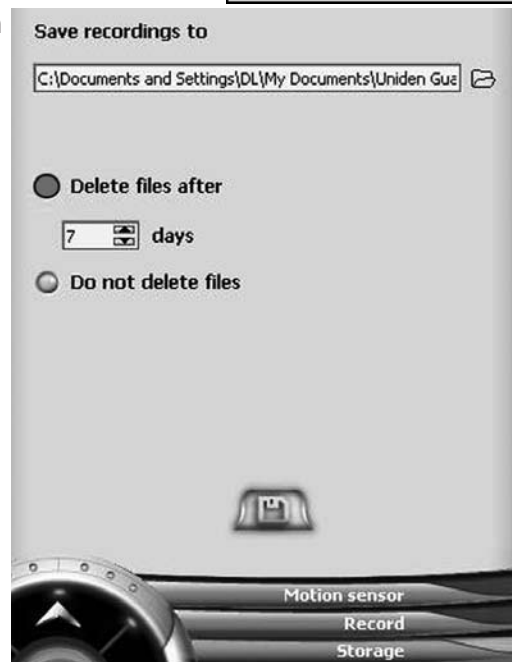 Save recordings to
C:\Documents and Settings\DL\My Documents\Uniden Gua
Delete files after
7 days
Do not delete files
Motion sensor
Record
Storage